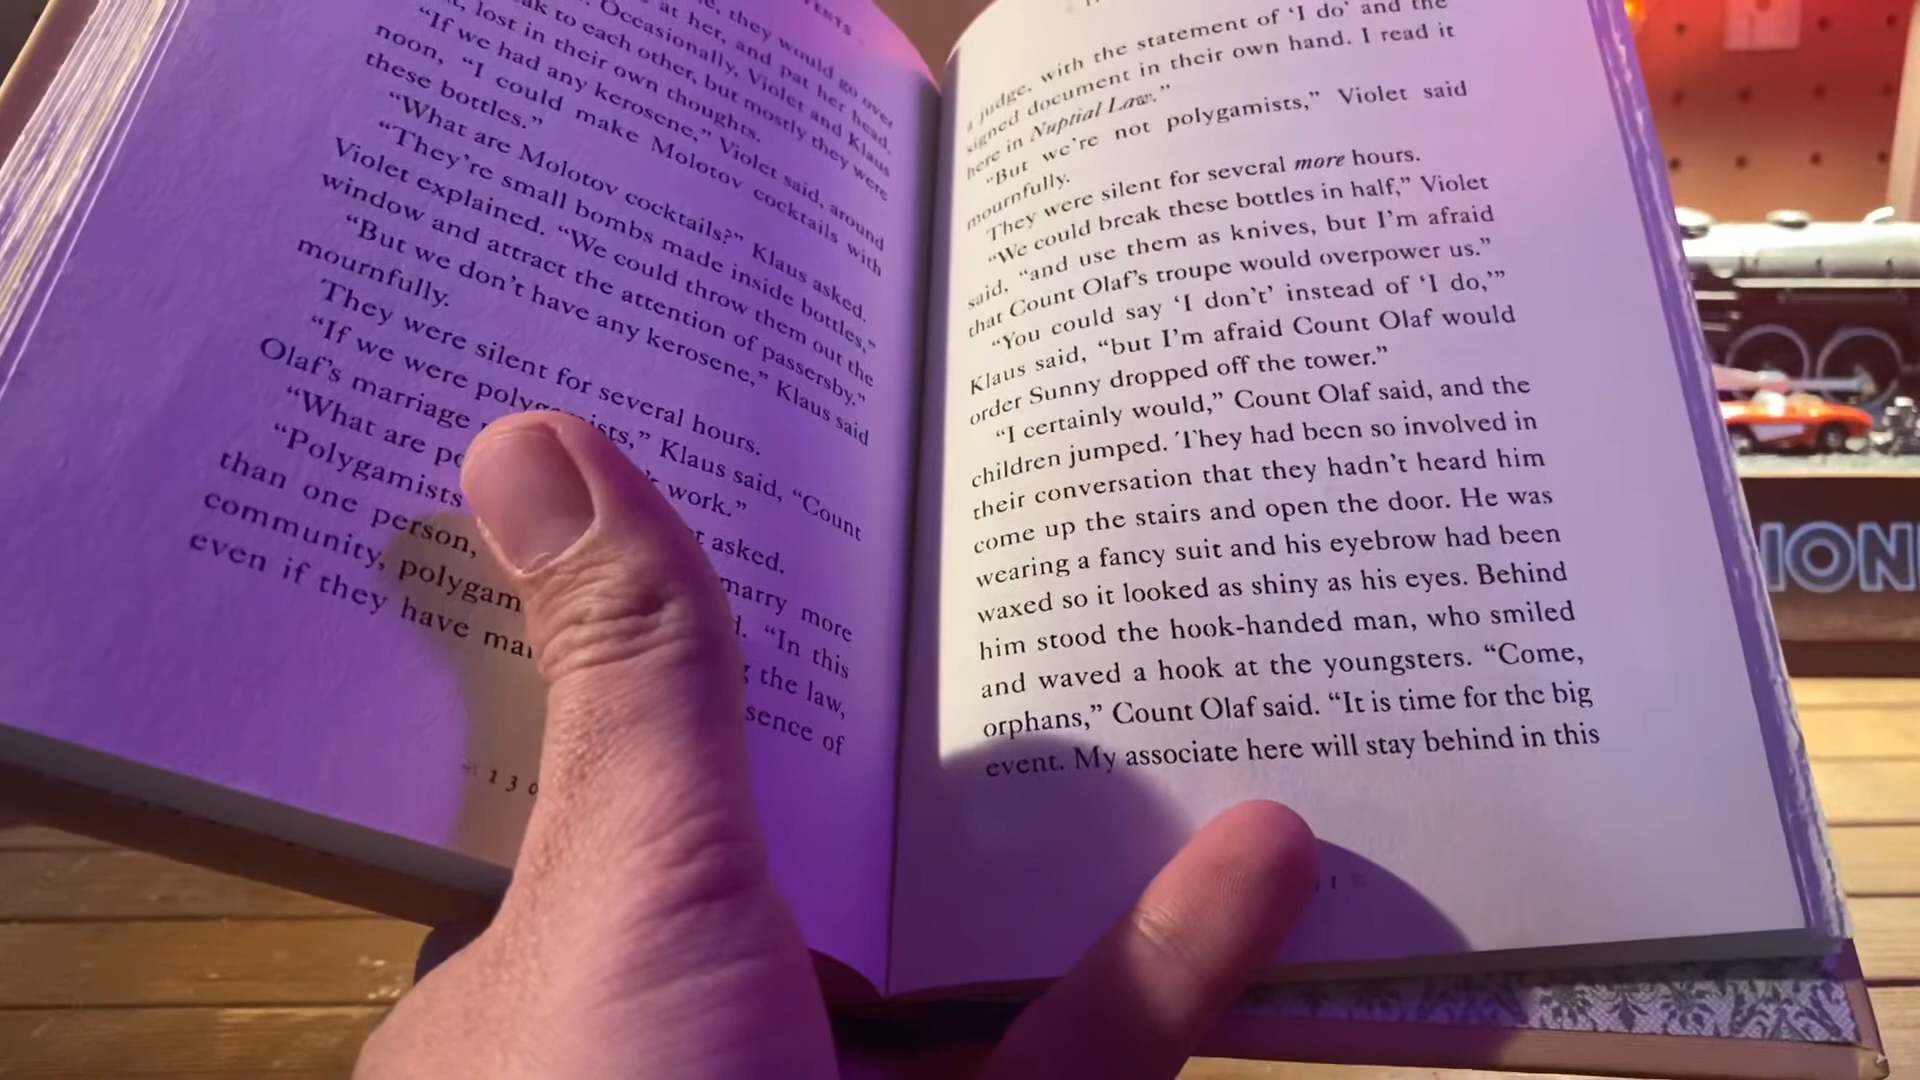 ENTS
they would go over
at her, and pat her head.
Occasionally, Violet and Klaus
to each other, but mostly they were
lost in their own thoughts.
“If we had any kerosene,” Violet said, around
noon, “I could make Molotov cocktails with
these bottles.”
“What are Molotov cocktails?” Klaus asked.
“They’re small bombs made inside bottles,”
Violet explained. “We could throw them out the
window and attract the attention of passersby.”
“But we don’t have any kerosene,” Klaus said
mournfully.
They were silent for several hours.
“If we were polygamists,” Klaus said, “Count
Olaf’s marriage work.”
“What are asked.
“Polygamists marry more
than one person, “In this
community, the law,
even if they have sence of
130
a judge, with the statement of ‘I do’ and the
signed document in their own hand. I read it
here in Nuptial Law.”
“But we’re not polygamists,” Violet said
mournfully.
They were silent for several more hours.
“We could break these bottles in half,” Violet
said, “and use them as knives, but I’m afraid
that Count Olaf’s troupe would overpower us.”
“You could say ‘I don’t’ instead of ‘I do,’”
Klaus said, “but I’m afraid Count Olaf would
order Sunny dropped off the tower.”
“I certainly would,” Count Olaf said, and the
children jumped. They had been so involved in
their conversation that they hadn’t heard him
come up the stairs and open the door. He was
wearing a fancy suit and his eyebrow had been
waxed so it looked as shiny as his eyes. Behind
him stood the hook-handed man, who smiled
and waved a hook at the youngsters. “Come,
orphans,” Count Olaf said. “It is time for the big
event. My associate here will stay behind in this
ION